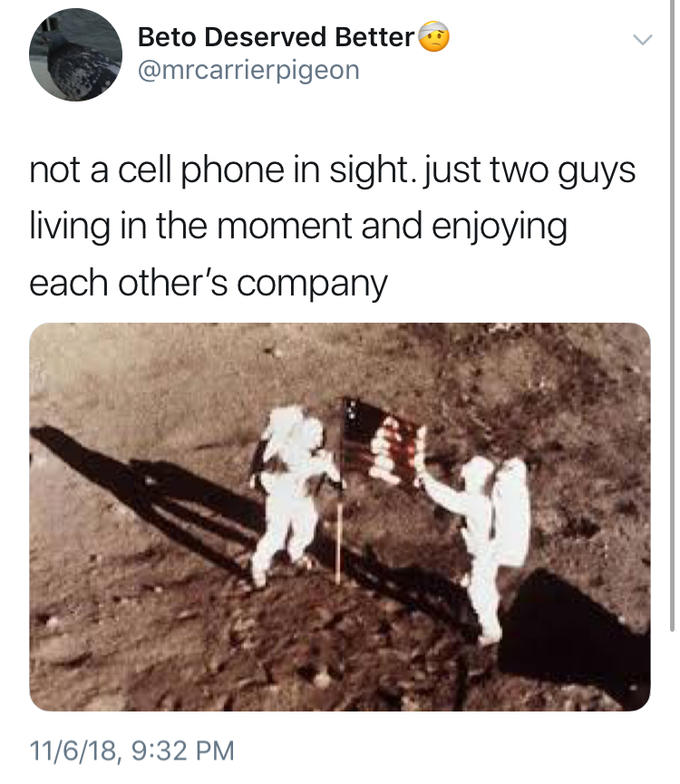 Beto Deserved Better🤕
@mrcarrierpigeon
not a cell phone in sight. just two guys
living in the moment and enjoying
each other's company
11/6/18, 9:32 PM